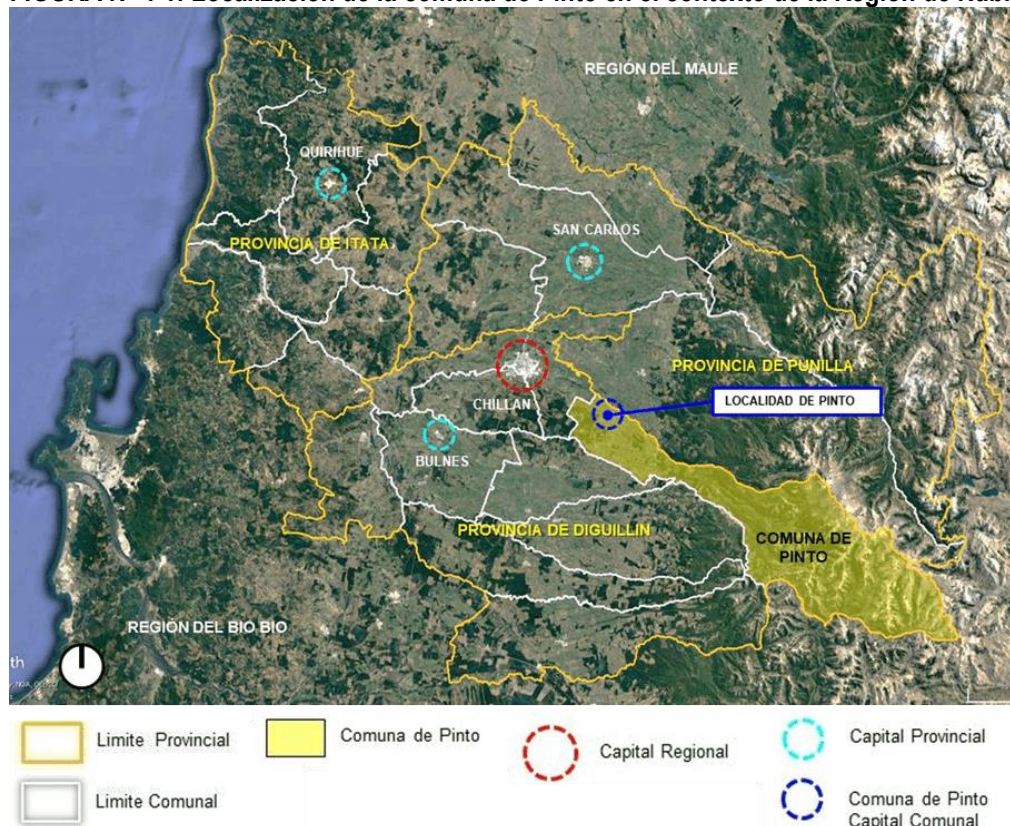 REGIÓN DEL MAULE
QUIRIHUE
SAN CARLOS
PROVINCIA DE ITATA
PROVINCIA DE PUNILLA
LOCALIDAD DE PINTO
CHILLAN
BULNES
PROVINCIA DE DIGUILLIN
COMUNA DE
PINTO
REGIÓN DEL BIO BIO
th
Limite Provincial
Comuna de Pinto
Capital Regional
Capital Provincial
Limite Comunal
Comuna de Pinto
Capital Comunal